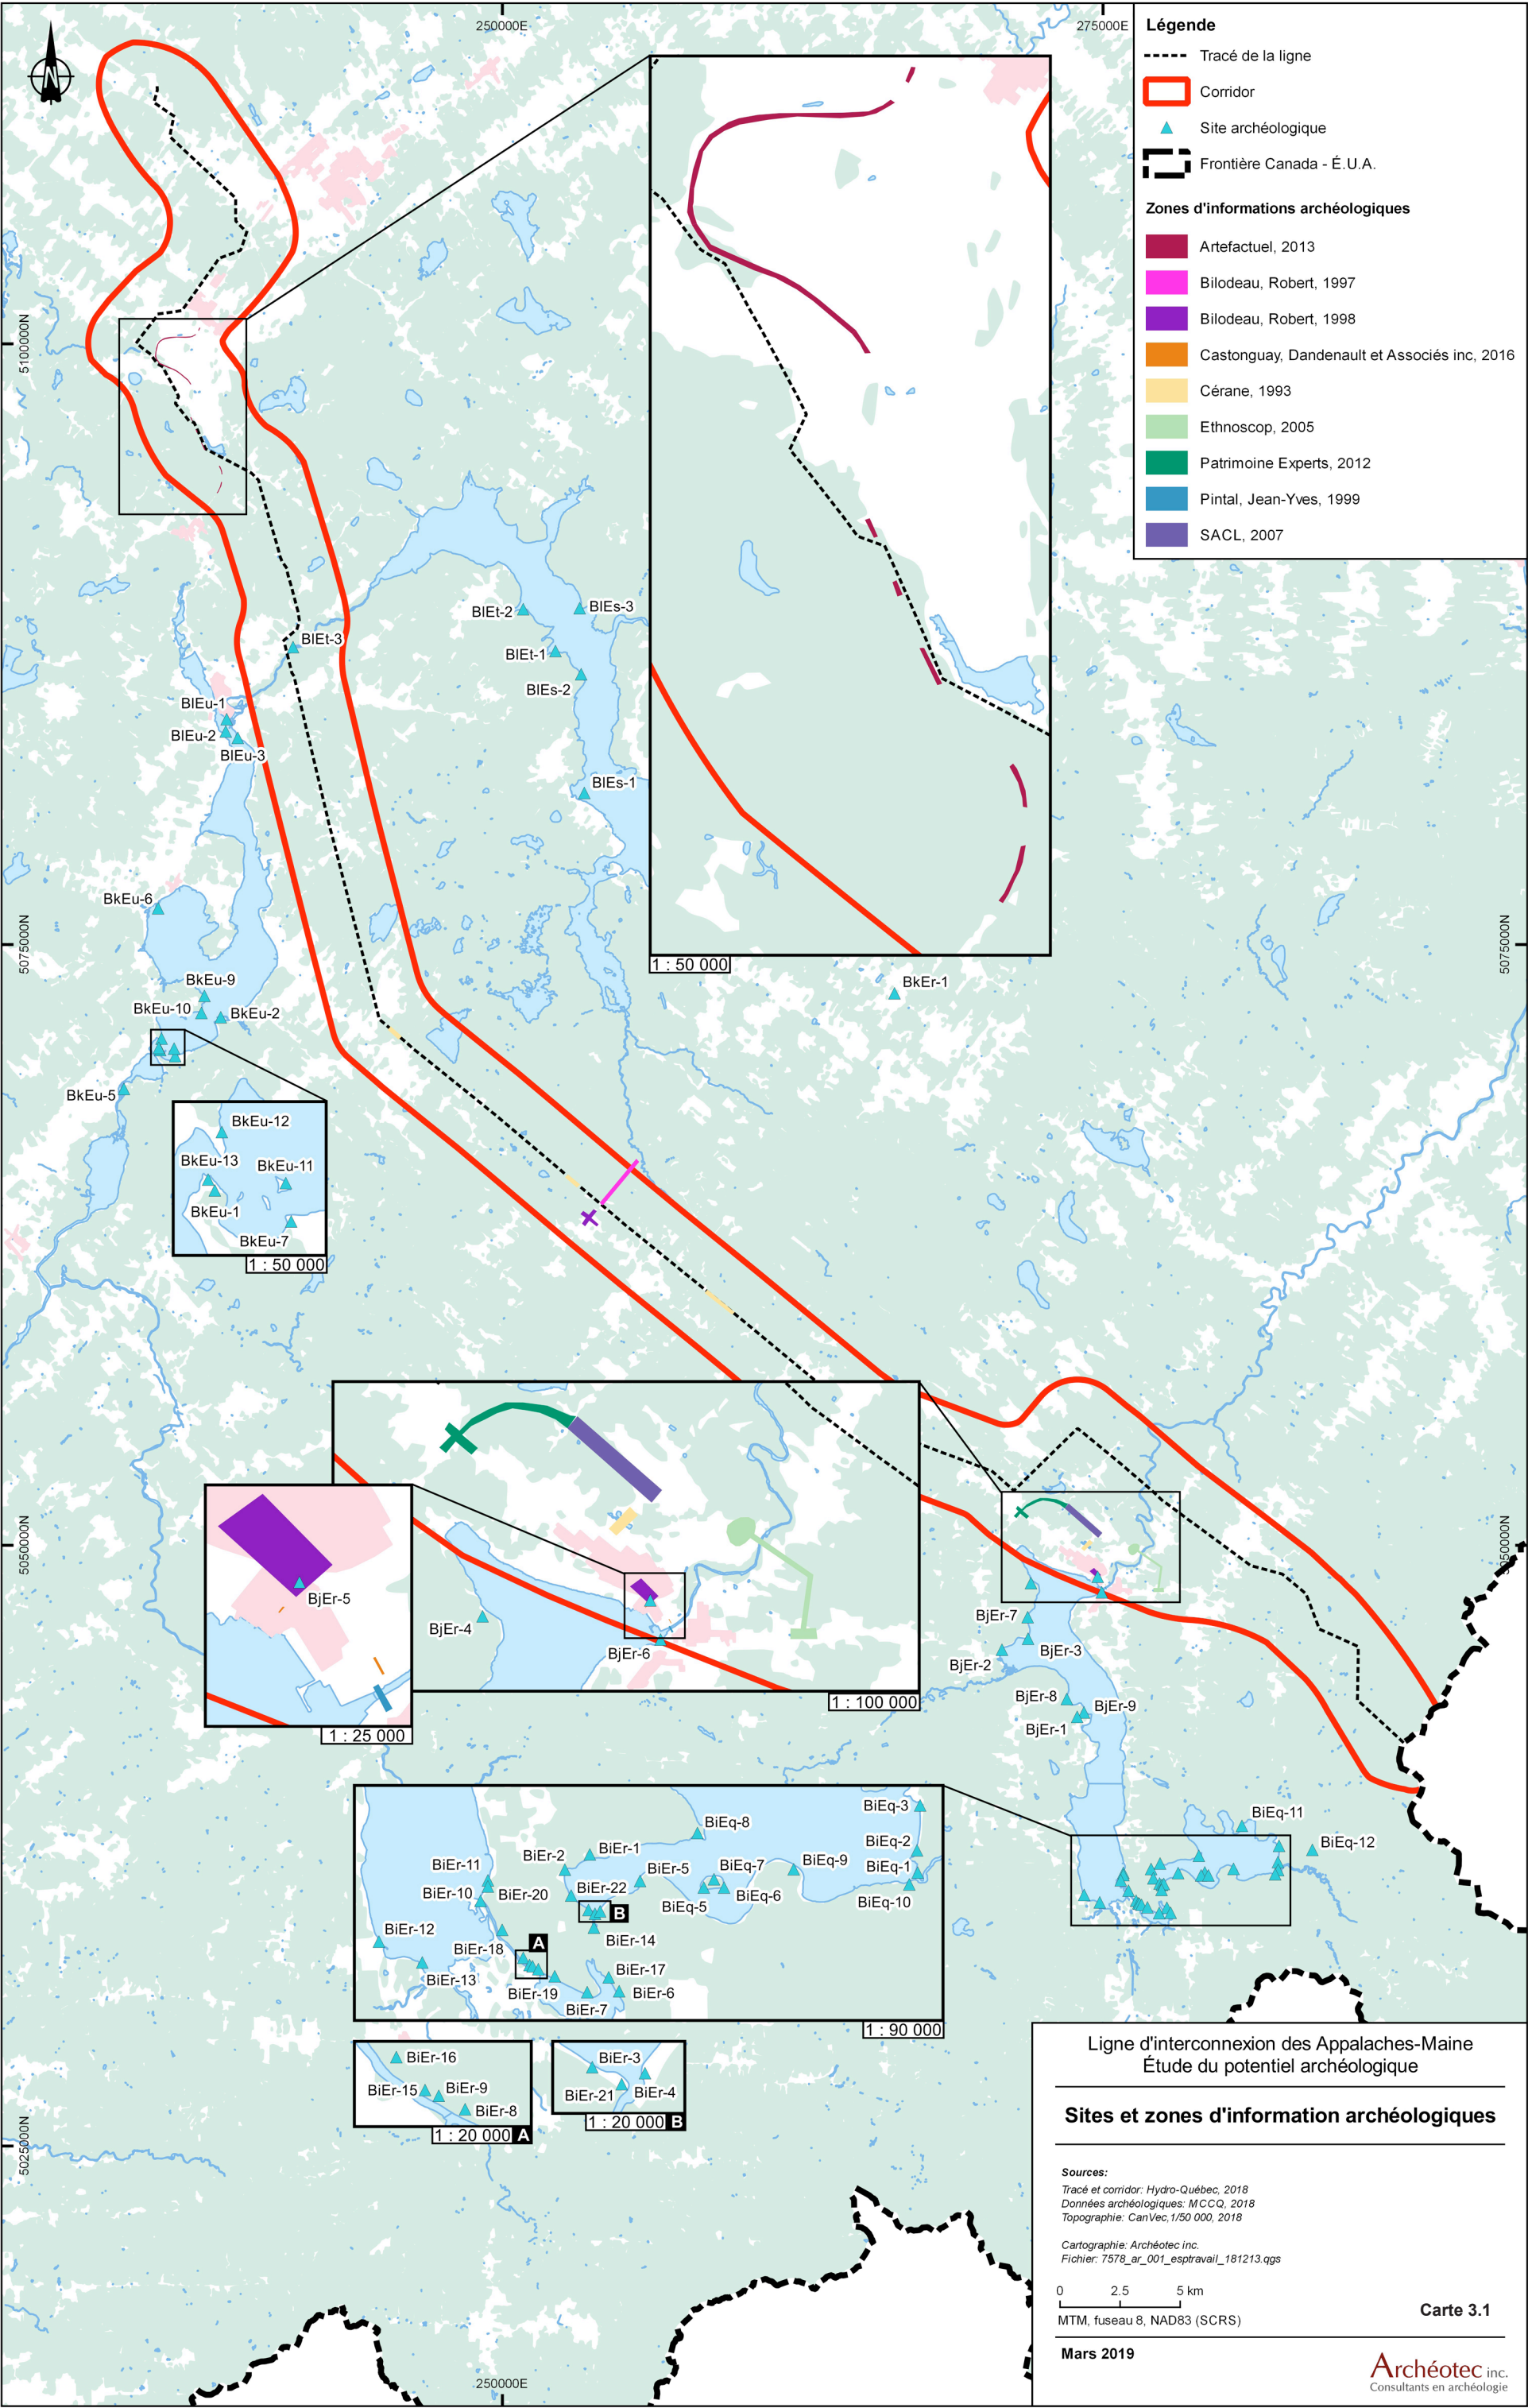 250000E
275000E
N
Légende
Tracé de la ligne
Corridor
Site archéologique
Frontière Canada - É.U.A.
Zones d'informations archéologiques
Artefactuel, 2013
Bilodeau, Robert, 1997
Bilodeau, Robert, 1998
Castonguay, Dandenault et Associés inc, 2016
Cérane, 1993
Ethnoscop, 2005
Patrimoine Experts, 2012
Pintal, Jean-Yves, 1999
SACL, 2007
5100000N
BlEt-2
BlEs-3
BlEt-3
BlEt-1
BlEs-2
BlEu-1
BlEu-2
BlEu-3
BlEs-1
BkEu-6
5075000N
5075000N
1 : 50 000
BkEr-1
BkEu-9
BkEu-10
BkEu-2
BkEu-5
BkEu-12
BkEu-13
BkEu-11
BkEu-1
BkEu-7
1 : 50 000
5050000N
5050000N
BjEr-5
1 : 25 000
BjEr-4
BjEr-6
1 : 100 000
BjEr-7
BjEr-3
BjEr-2
BjEr-8
BjEr-9
BjEr-1
BiEq-11
BiEq-12
BiEq-3
BiEq-8
BiEq-2
BiEr-1
BiEr-2
BiEr-11
BiEr-5
BiEq-7
BiEq-9
BiEq-1
BiEr-10
BiEr-20
BiEr-22
BiEq-5
BiEq-6
BiEq-10
B
BiEr-12
BiEr-14
A
BiEr-18
BiEr-13
BiEr-17
BiEr-19
BiEr-6
BiEr-7
1 : 90 000
BiEr-16
BiEr-15
BiEr-9
BiEr-8
1 : 20 000 A
BiEr-3
BiEr-21
BiEr-4
1 : 20 000 B
5025000N
250000E
Ligne d'interconnexion des Appalaches-Maine
Étude du potentiel archéologique
Sites et zones d'information archéologiques
Sources:
Tracé et corridor: Hydro-Québec, 2018
Données archéologiques: MCCQ, 2018
Topographie: CanVec,1/50 000, 2018
Cartographie: Archéotec inc.
Fichier: 7578_ar_001_esptravail_181213.qgs
0 2.5 5 km
MTM, fuseau 8, NAD83 (SCRS)
Carte 3.1
Mars 2019
Archéotec inc.
Consultants en archéologie